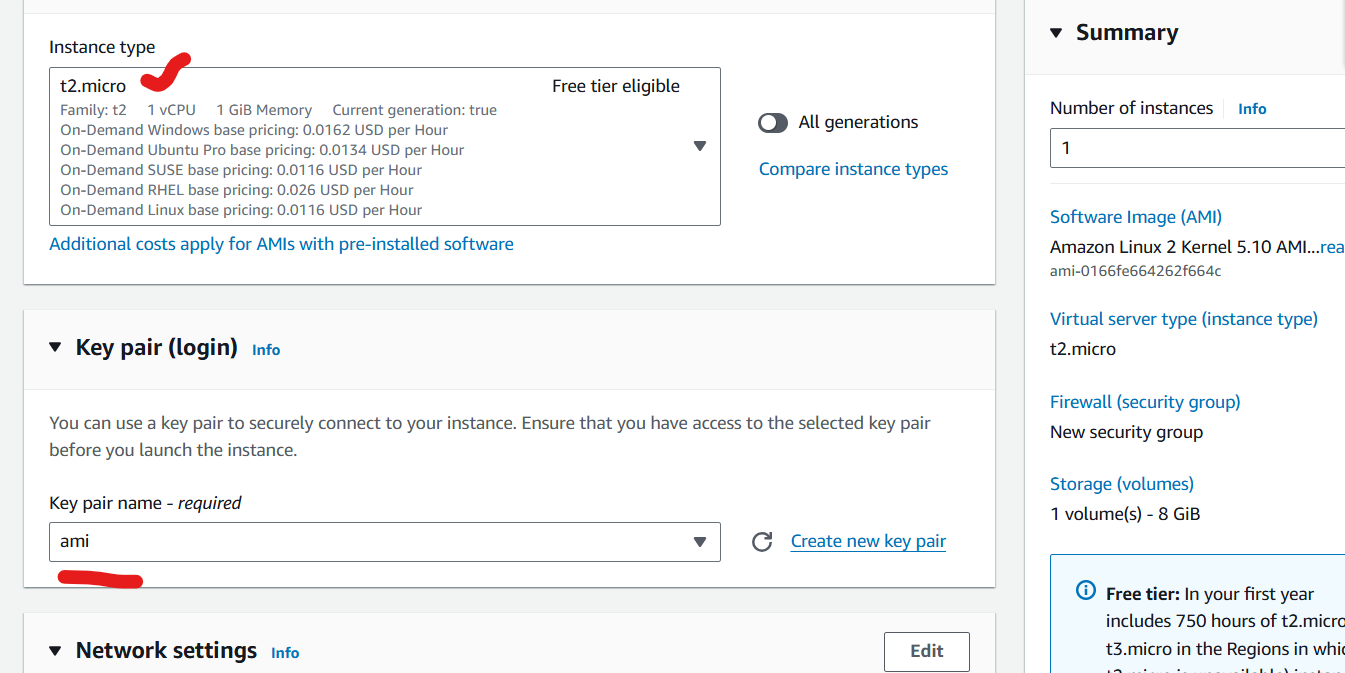 Instance type
t2.micro
Free tier eligible
Family: t2 1 vCPU 1 GiB Memory Current generation: true
On-Demand Windows base pricing: 0.0162 USD per Hour
On-Demand Ubuntu Pro base pricing: 0.0134 USD per Hour
On-Demand SUSE base pricing: 0.0116 USD per Hour
On-Demand RHEL base pricing: 0.026 USD per Hour
On-Demand Linux base pricing: 0.0116 USD per Hour
All generations
Compare instance types
Additional costs apply for AMIs with pre-installed software
Key pair (login) Info
You can use a key pair to securely connect to your instance. Ensure that you have access to the selected key pair
before you launch the instance.
Key pair name - required
ami
Create new key pair
Network settings Info
Edit
Summary
Number of instances Info
1
Software Image (AMI)
Amazon Linux 2 Kernel 5.10 AMI...rea
ami-0166fe664262f664c
Virtual server type (instance type)
t2.micro
Firewall (security group)
New security group
Storage (volumes)
1 volume(s) - 8 GiB
Free tier: In your first year
includes 750 hours of t2.micro
t3.micro in the Regions in whic